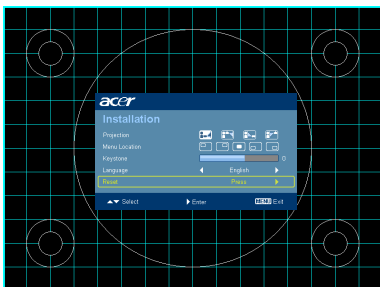 acer
Installation
Projection
Menu Location
Keystone 0
Language English
Reset Press
Select Enter MENU Exit